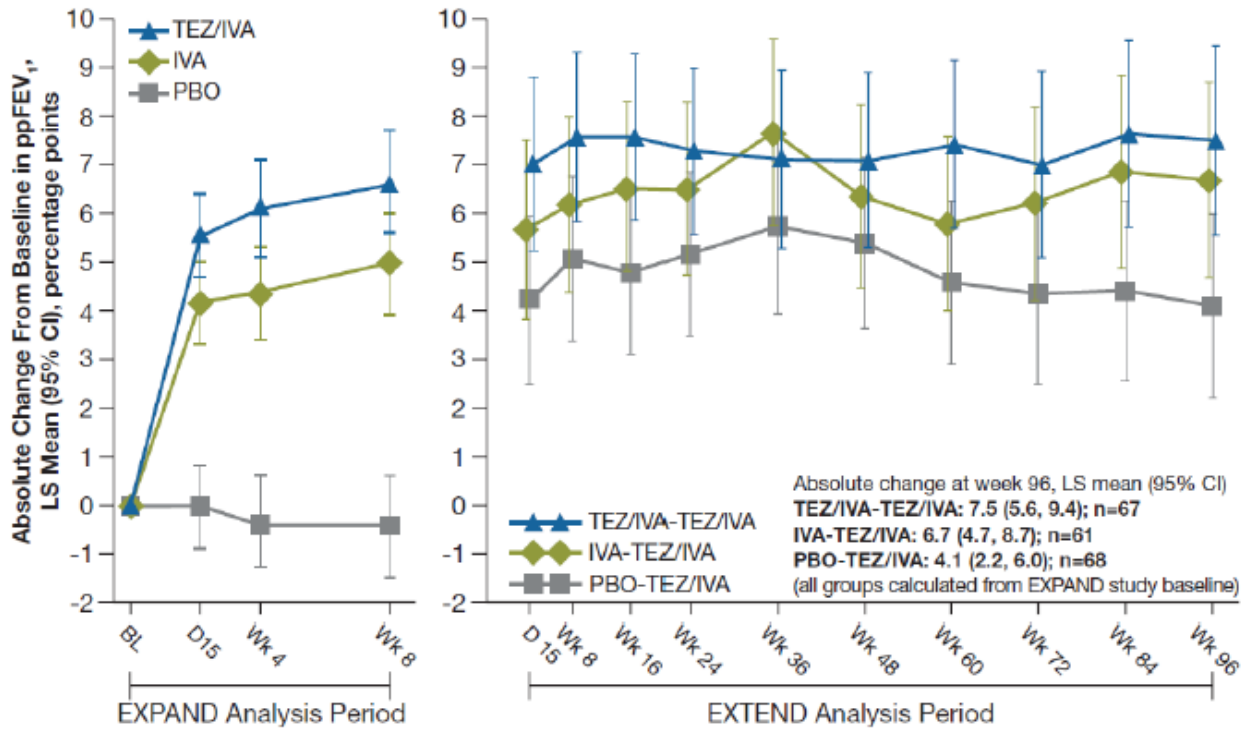 Absolute Change From Baseline in ppFEV₁,
LS Mean (95% CI), percentage points
10
9
8
7
6
5
4
3
2
1
0
-1
-2
TEZ/IVA
IVA
PBO
BL
D15
Wk 4
Wk 8
EXPAND Analysis Period
10
9
8
7
6
5
4
3
2
1
0
-1
-2
TEZ/IVA-TEZ/IVA
IVA-TEZ/IVA
PBO-TEZ/IVA
Absolute change at week 96, LS mean (95% CI)
TEZ/IVA-TEZ/IVA: 7.5 (5.6, 9.4); n=67
IVA-TEZ/IVA: 6.7 (4.7, 8.7); n=61
PBO-TEZ/IVA: 4.1 (2.2, 6.0); n=68
(all groups calculated from EXPAND study baseline)
D 15
Wk 8
Wk 16
Wk 24
Wk 36
Wk 48
Wk 60
Wk 72
Wk 84
Wk 96
EXTEND Analysis Period